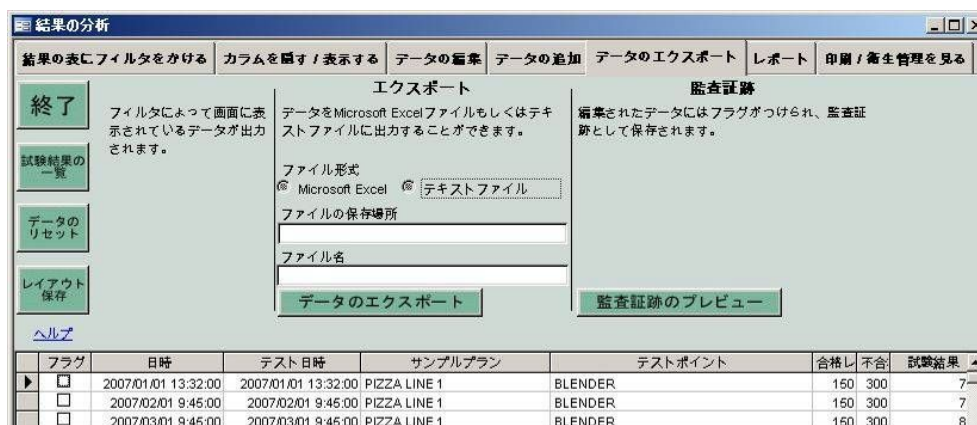 結果の分析
結果の表にフィルタをかける カラムを隠す / 表示する データの編集 データの追加 データのエクスポート レポート 印刷 / 衛生管理を見る
終了
試験結果の
一覧
データの
リセット
レイアウト
保存
ヘルプ
フィルタによって画面に表
示されているデータが出力
されます。
エクスポート
データをMicrosoft Excelファイルもしくはテキ
ストファイルに出力することができます。
ファイル形式
Microsoft Excel テキストファイル
ファイルの保存場所
ファイル名
データのエクスポート
監査証跡
編集されたデータにはフラグがつけられ、監査証
跡として保存されます。
監査証跡のプレビュー
フラグ 日時 テスト日時 サンプルプラン テストポイント 合格レ 不合 試験結果
2007/01/01 13:32:00 2007/01/01 13:32:00 PIZZA LINE 1 BLENDER 150 300 7
2007/02/01 9:45:00 2007/02/01 9:45:00 PIZZA LINE 1 BLENDER 150 300 7
2007/03/01 9:45:00 2007/03/01 9:45:00 PIZZA LINE 1 BLENDER 150 300 8